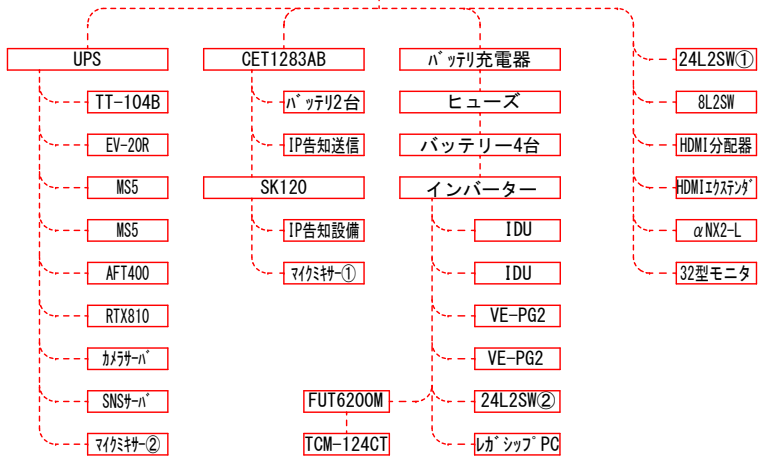 UPS
TT-104B
EV-20R
MS5
MS5
AFT400
RTX810
ｶﾒﾗｻｰﾊﾞ
SNSｻｰﾊﾞ
ﾏｲｸﾐｷｻｰ②
CET1283AB
ﾊﾞｯﾃﾘ2台
IP告知送信
SK120
IP告知設備
ﾏｲｸﾐｷｻｰ①
ﾊﾞｯﾃﾘ充電器
ヒューズ
バッテリー4台
インバーター
IDU
IDU
VE-PG2
VE-PG2
FUT6200M
24L2SW②
TCM-124CT
ﾚｶﾞｼｯﾌﾟPC
24L2SW①
8L2SW
HDMI分配器
HDMIｴｸｽﾃﾝﾀﾞ
αNX2-L
32型モニタ